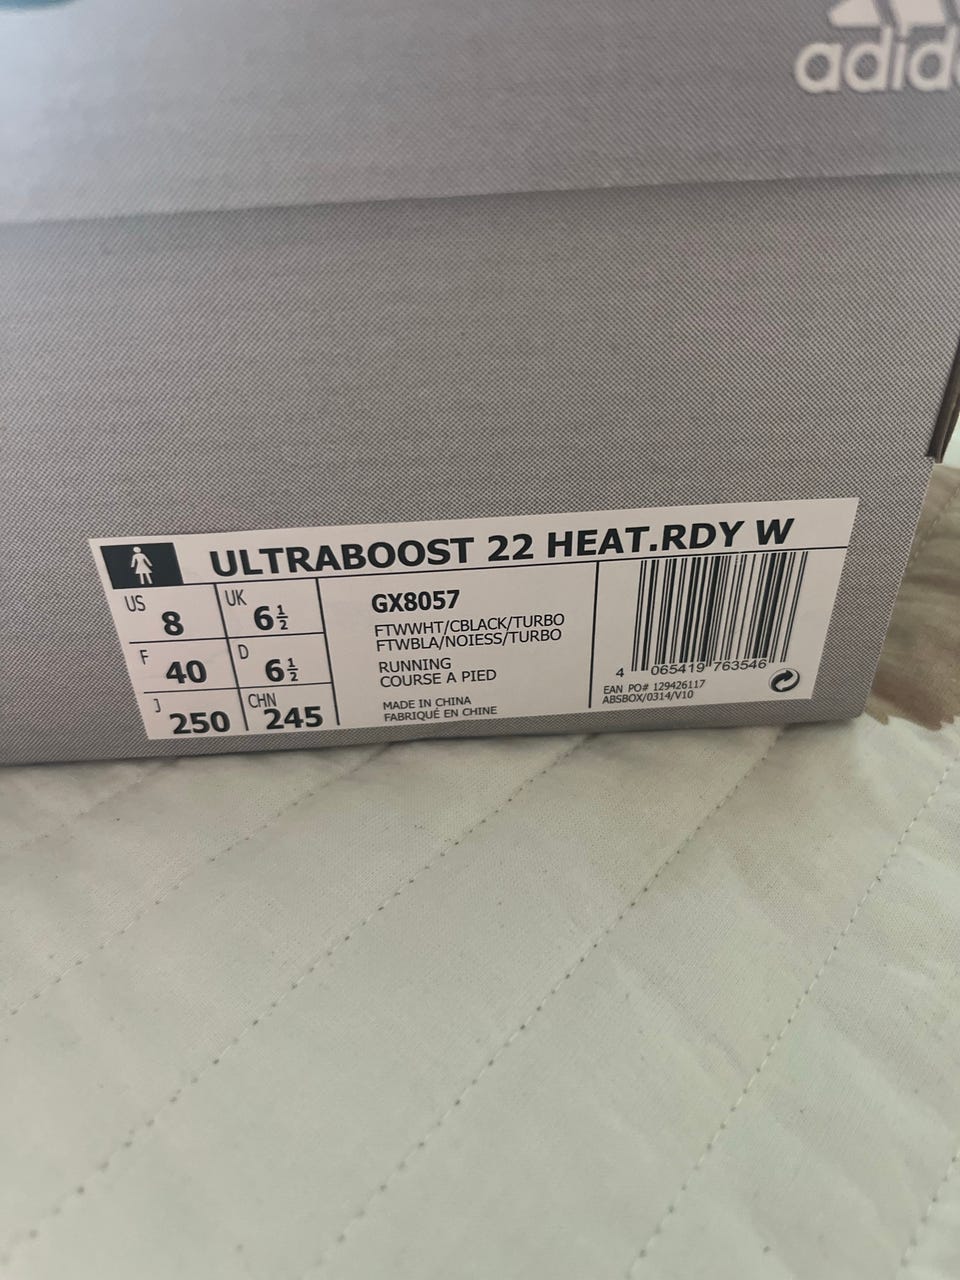 adid
ULTRABOOST 22 HEAT.RDY W
US 8 UK 6½
F 40 D 6½
J 250 CHN 245
GX8057
FTWWHT/CBLACK/TURBO
FTWBLA/NOIESS/TURBO
RUNNING
COURSE A PIED
MADE IN CHINA
FABRIQUÉ EN CHINE
4 065419 763546
EAN PO# 129426117
ABSBOX/0314/V10